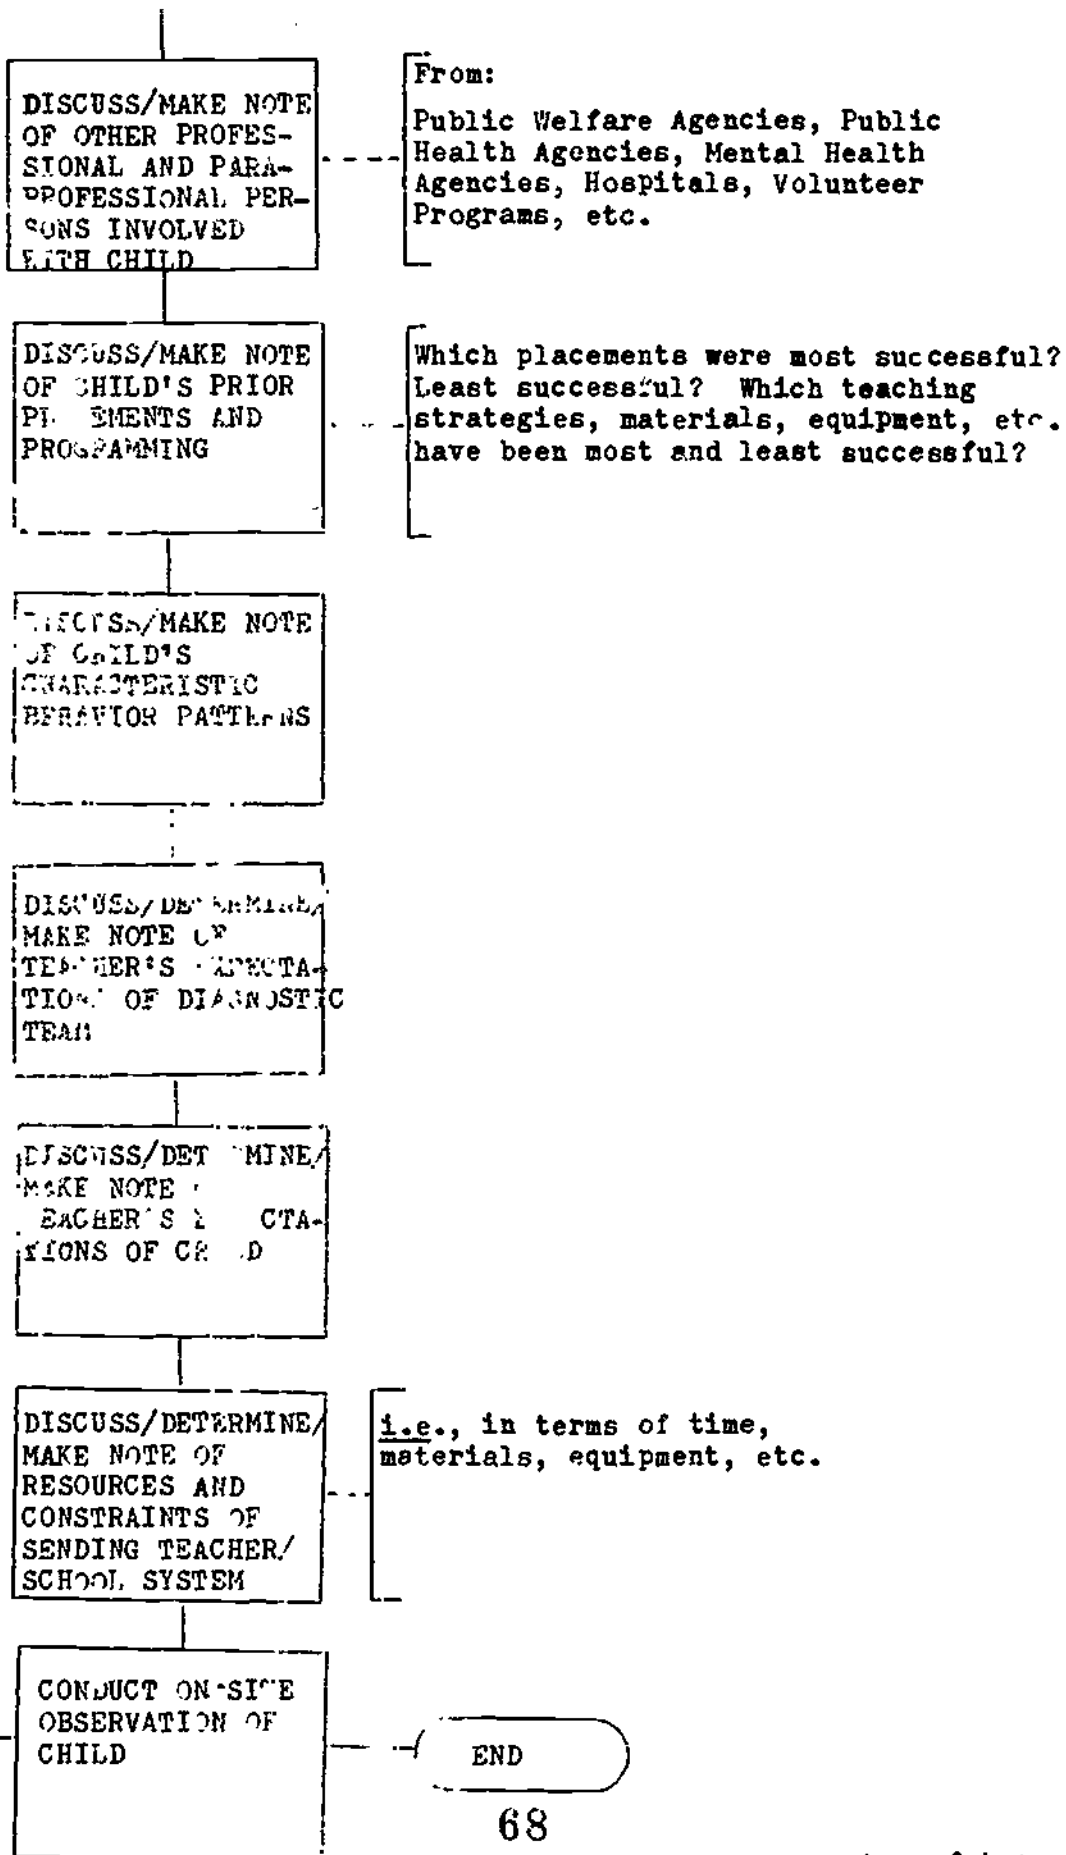 DISCUSS/MAKE NOTE
OF OTHER PROFES-
SIONAL AND PARA-
PROFESSIONAL PER-
SONS INVOLVED
WITH CHILD
From:
Public Welfare Agencies, Public
Health Agencies, Mental Health
Agencies, Hospitals, Volunteer
Programs, etc.
DISCUSS/MAKE NOTE
OF CHILD'S PRIOR
AND
PROGRAMMING
Which placements were most successful?
Least successful? Which teaching
strategies, materials, equipment, etc.
have been most and least successful?
DISCUSS/MAKE NOTE
OF CHILD'S
CHARACTERISTIC
BEHAVIOR PATTERNS
DISCUSS/DETERMINE/
MAKE NOTE OF
TEACHER'S EXPECTA-
TIONS OF DIAGNOSTIC
TEAM
DISCUSS/DETERMINE/
MAKE NOTE
TEACHER'S EXPECTA-
TIONS OF CHILD
DISCUSS/DETERMINE/
MAKE NOTE OF
RESOURCES AND
CONSTRAINTS OF
SENDING TEACHER/
SCHOOL SYSTEM
i.e., in terms of time,
materials, equipment, etc.
CONDUCT ON-SITE
OBSERVATION OF
CHILD
END
68